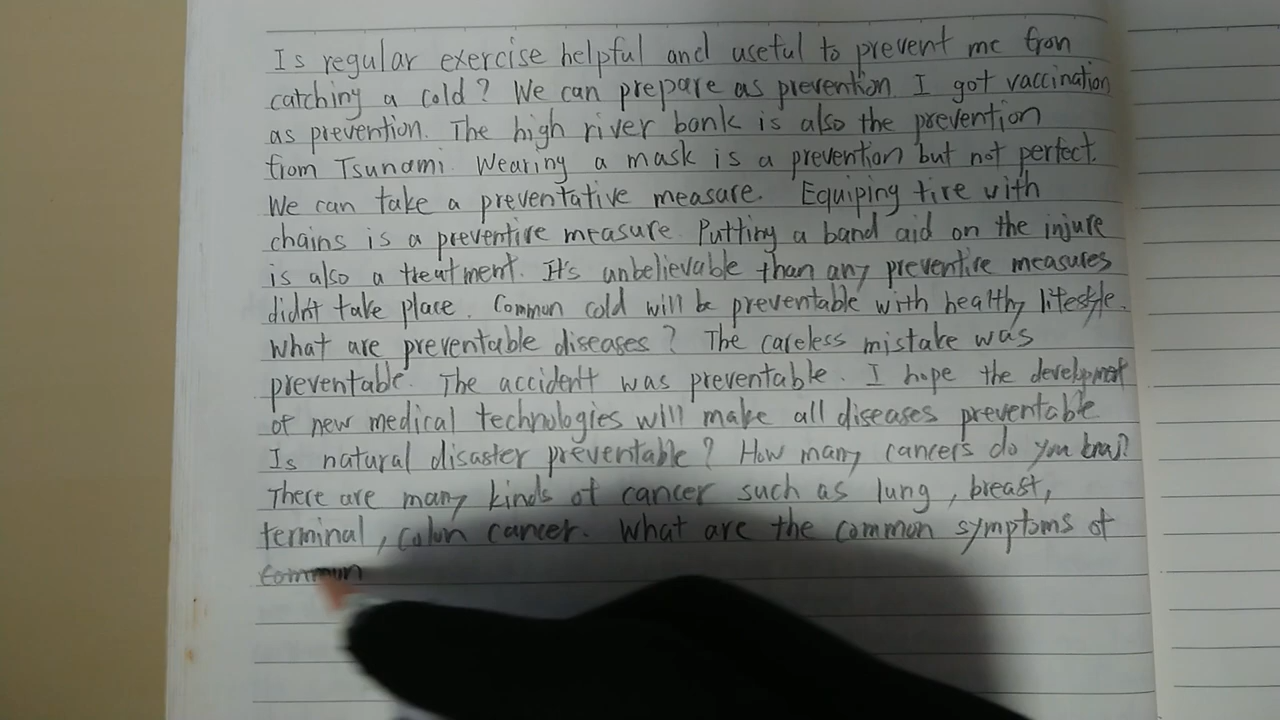 Is regular exercise helpful and useful to prevent me from
catching a cold? We can prepare as prevention. I got vaccination
as prevention. The high river bank is also the prevention
from Tsunami. Wearing a mask is a prevention but not perfect.
We can take a preventative measure. Equiping tire with
chains is a preventive measure. Putting a band aid on the injure
is also a treatment. It's unbelievable than any preventive measures
didn't take place. Common cold will be preventable with healthy lifestyle.
What are preventable diseases? The careless mistake was
preventable. The accident was preventable. I hope the development
of new medical technologies will make all diseases preventable
Is natural disaster preventable? How many cancers do you know?
There are many kinds of cancer such as lung, breast,
terminal, colon cancer. What are the common symptoms of
common